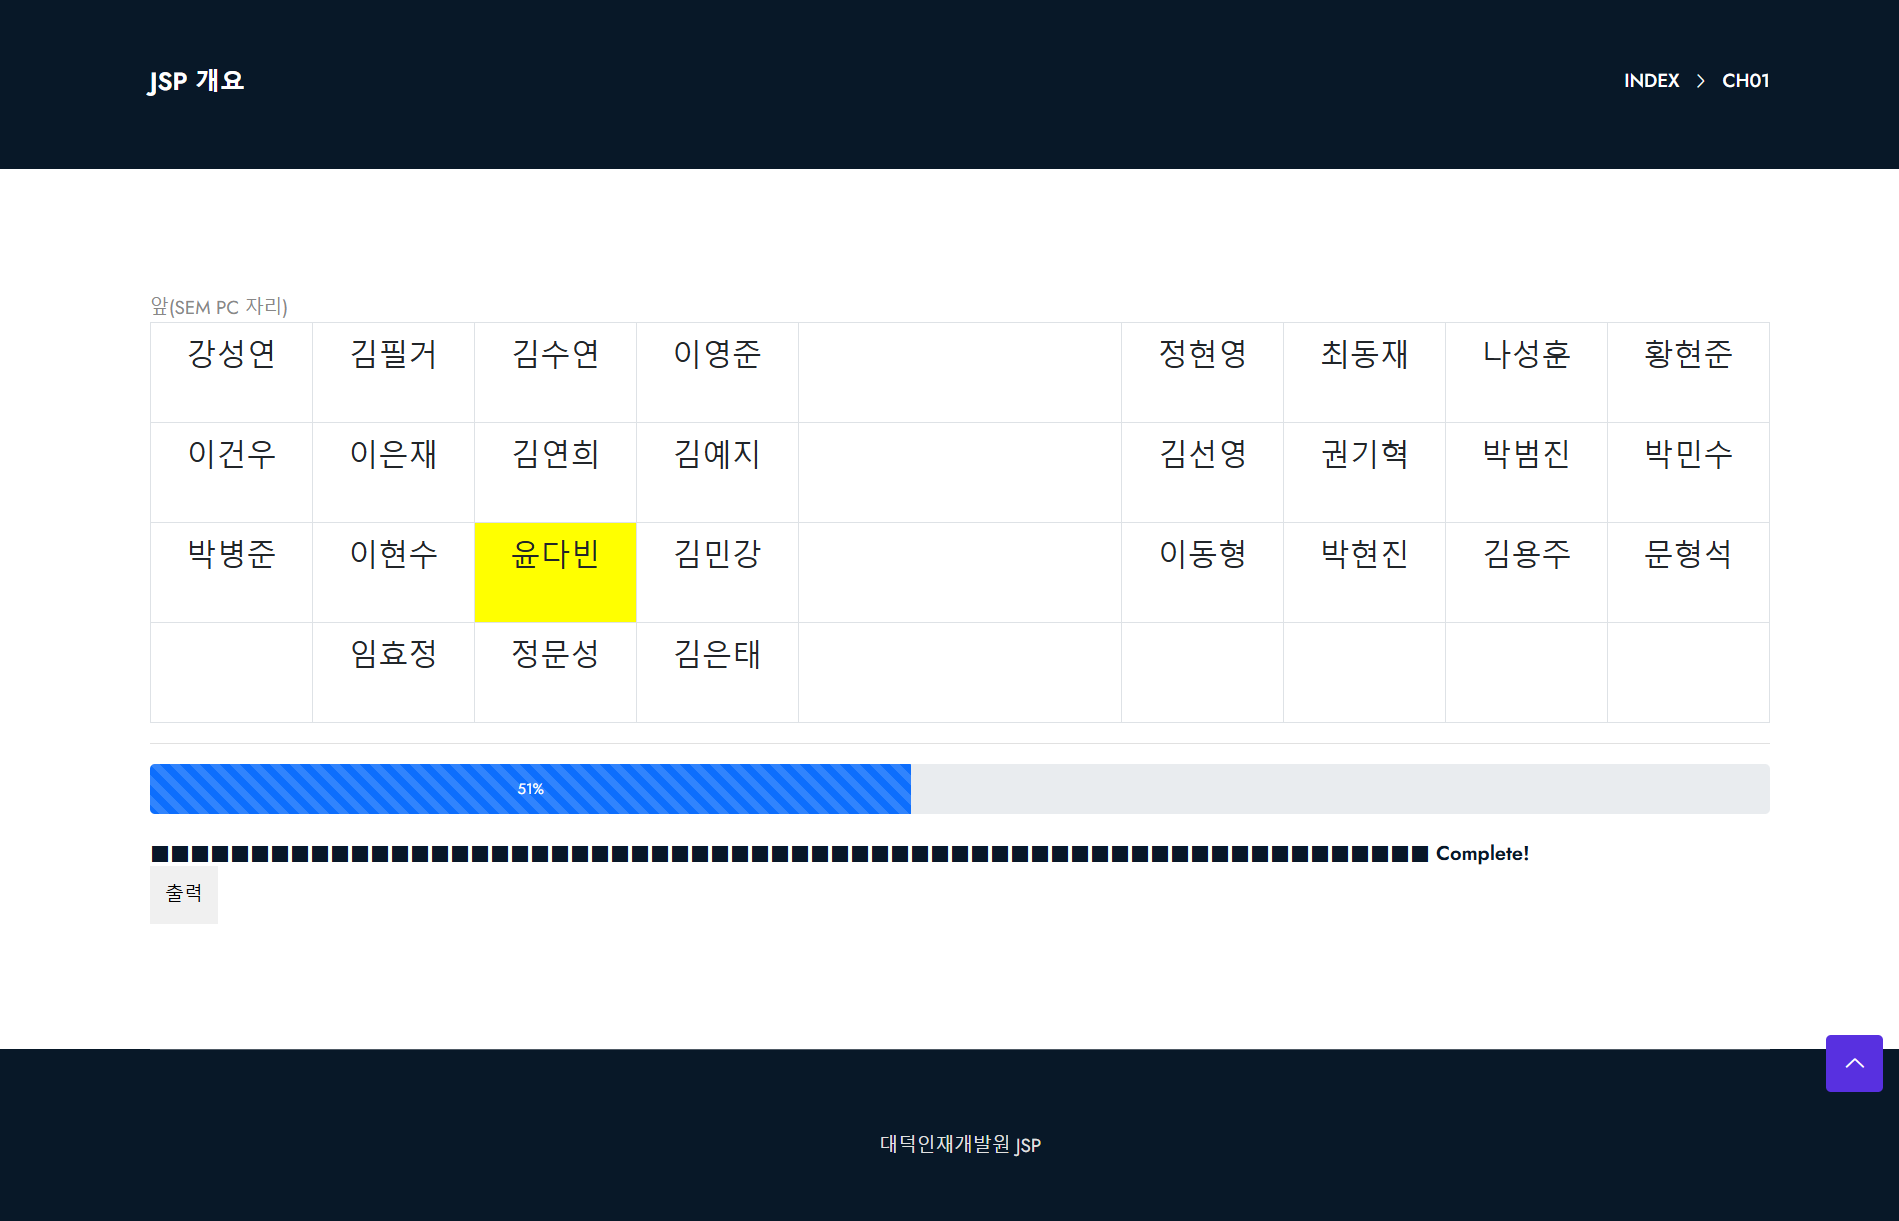 JSP 개요
INDEX > CH01
앞(SEM PC 자리)
강성연 김필거 김수연 이영준 정현영 최동재 나성훈 황현준
이건우 이은재 김연희 김예지 김선영 권기혁 박범진 박민수
박병준 이현수 윤다빈 김민강 이동형 박현진 김용주 문형석
임효정 정문성 김은태
51%
■■■■■■■■■■■■■■■■■■■■■■■■■■■■■■■■■■■■■■■■■■■■■■■■■■■■■■■■■■■■■■■■ Complete!
출력
대덕인재개발원 JSP